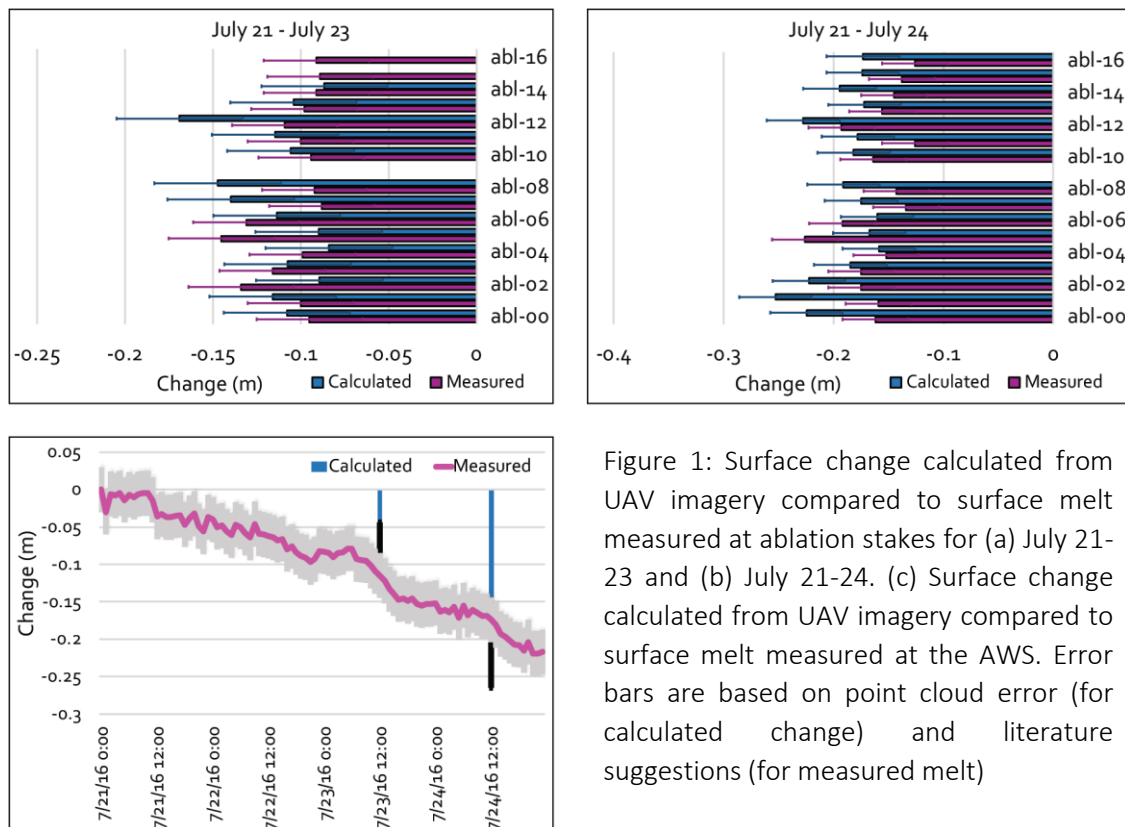 July 21 - July 23
abl-16
abl-14
abl-12
abl-10
abl-08
abl-06
abl-04
abl-02
abl-00
-0.25 -0.2 -0.15 -0.1 -0.05 0
Change (m) Calculated Measured
July 21 - July 24
abl-16
abl-14
abl-12
abl-10
abl-08
abl-06
abl-04
abl-02
abl-00
-0.4 -0.3 -0.2 -0.1 0
Change (m) Calculated Measured
Calculated Measured
Change (m)
0.05
0
-0.05
-0.1
-0.15
-0.2
-0.25
-0.3
7/21/16 0:00
7/21/16 12:00
7/22/16 0:00
7/22/16 12:00
7/23/16 0:00
7/23/16 12:00
7/24/16 0:00
7/24/16 12:00
Figure 1: Surface change calculated from
UAV imagery compared to surface melt
measured at ablation stakes for (a) July 21-
23 and (b) July 21-24. (c) Surface change
calculated from UAV imagery compared to
surface melt measured at the AWS. Error
bars are based on point cloud error (for
calculated change) and literature
suggestions (for measured melt)